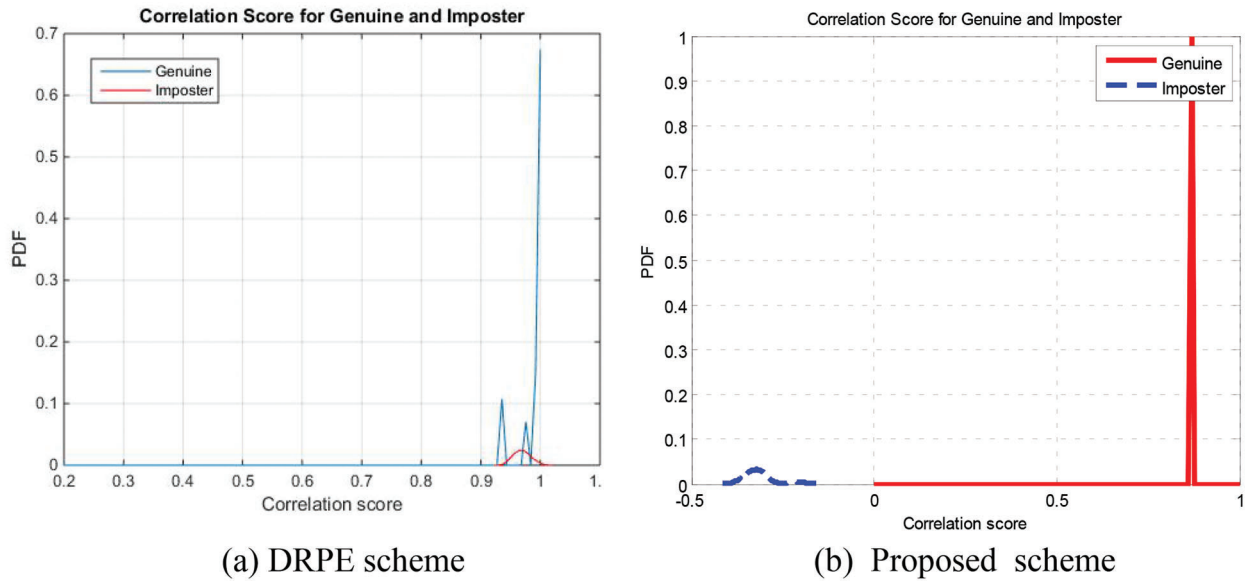 Correlation Score for Genuine and Imposter
0.7
0.6
0.5
0.4
0.3
0.2
0.1
0
PDF
Genuine
Imposter
0.2 0.3 0.4 0.5 0.6 0.7 0.8 0.9 1 1.
Correlation score
(a) DRPE scheme
Correlation Score for Genuine and Imposter
1
0.9
0.8
0.7
0.6
0.5
0.4
0.3
0.2
0.1
0
PDF
Genuine
Imposter
-0.5 0 0.5 1
Correlation score
(b) Proposed scheme